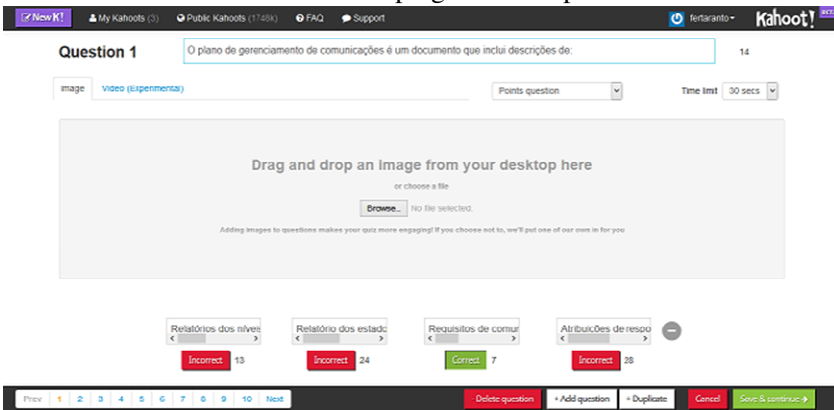 New K! My Kahoots (3) Public Kahoots (1748k) FAQ Support fertaranto Kahoot!
Question 1 O plano de gerenciamento de comunicações é um documento que inclui descrições de: 14
Image Video (Experimental) Points question Time limit 30 secs
Drag and drop an image from your desktop here
or choose a file
Browse... No file selected.
Adding images to questions makes your quiz more engaging! If you choose not to, we'll put one of our own in for you
Relatórios dos níveis Relatório dos estado Requisitos de comur Atribuições de respo
Incorrect 13 Incorrect 24 Correct 7 Incorrect 28
Prev 1 2 3 4 5 6 7 8 9 10 Next Delete question + Add question + Duplicate Cancel Save & continue